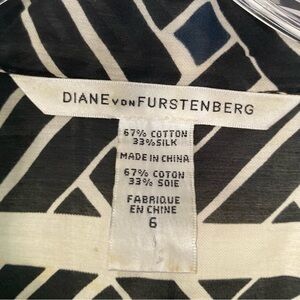 DIANE VON FURSTENBERG
67% COTTON
33% SILK
MADE IN CHINA
67% COTON
33% SOIE
FABRIQUE
EN CHINE
6